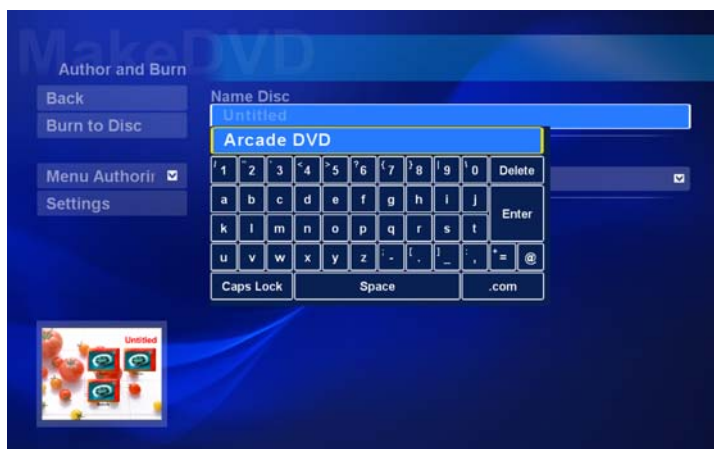 MakeDVD
Author and Burn
Back
Name Disc
Untitled
Burn to Disc
Arcade DVD
Menu Authorin
Settings
1 2 3 < 4 > 5 ? 6 { 7 } 8 | 9 \ 0 Delete
a b c d e f g h i j
Enter
k l m n o p q r s t
u v w x y z ; - [ . ] _ : , * = @
Caps Lock Space .com
Untitled